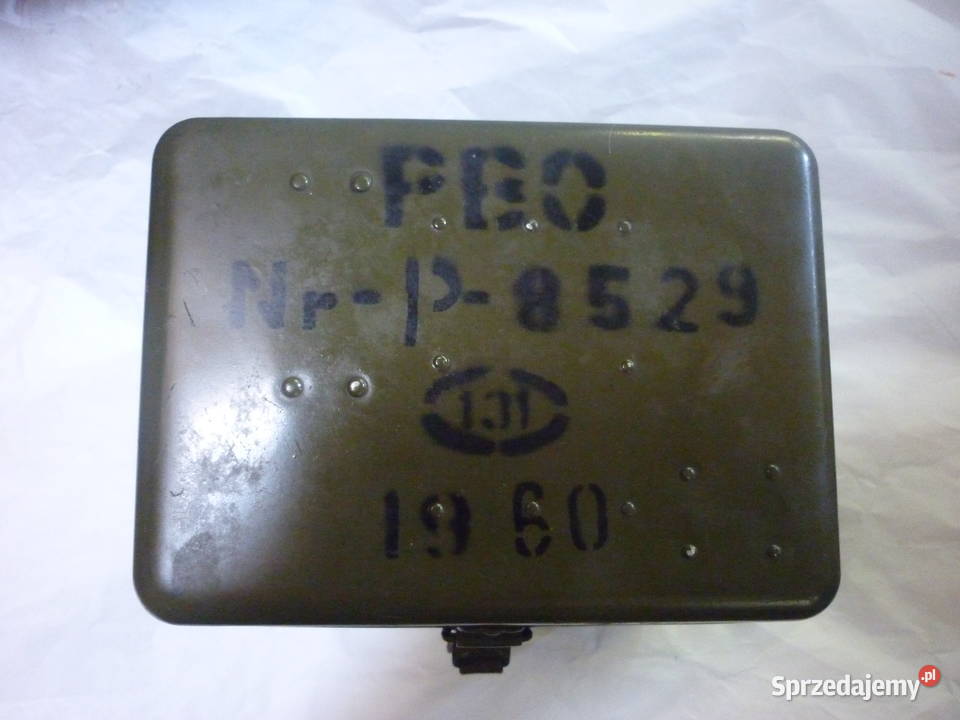 PBO
Nr-P-8529
131
1960
Sprzedajemy.pl